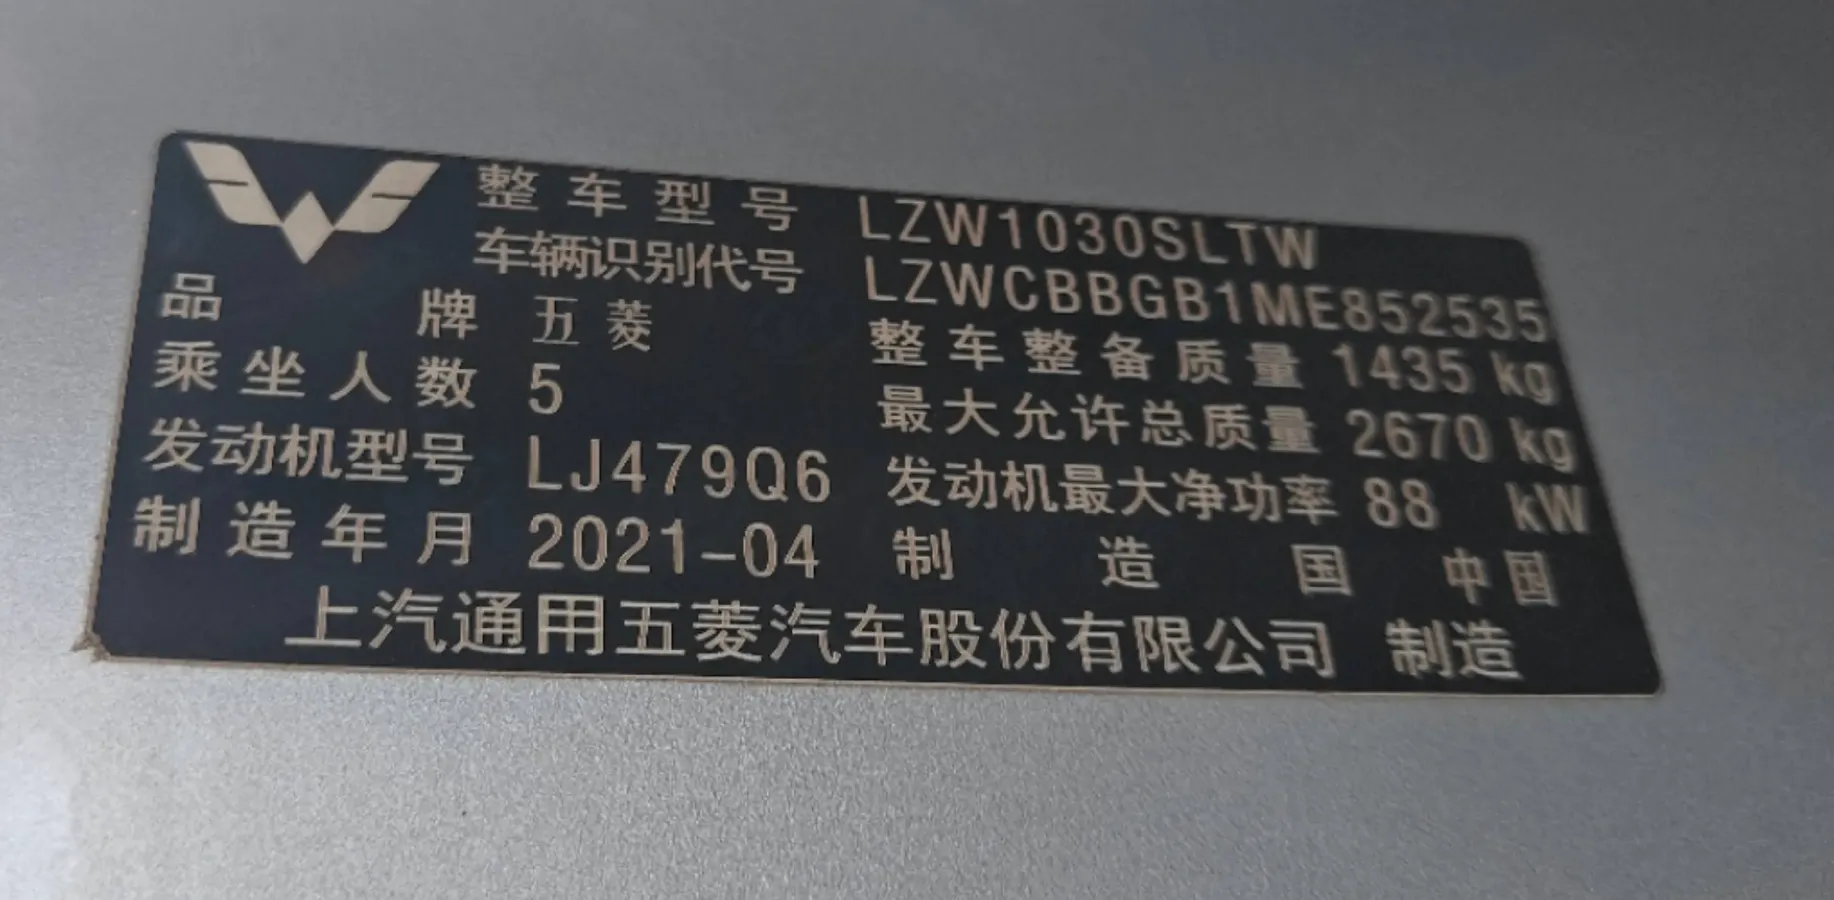 整车型号 LZW1030SLTW
车辆识别代号 LZWCBBGB1ME852535
品牌 五菱 整车整备质量 1435 kg
乘坐人数 5 最大允许总质量 2670 kg
发动机型号 LJ479Q6 发动机最大净功率 88 kW
制造年月 2021-04 制造国 中国
上汽通用五菱汽车股份有限公司 制造